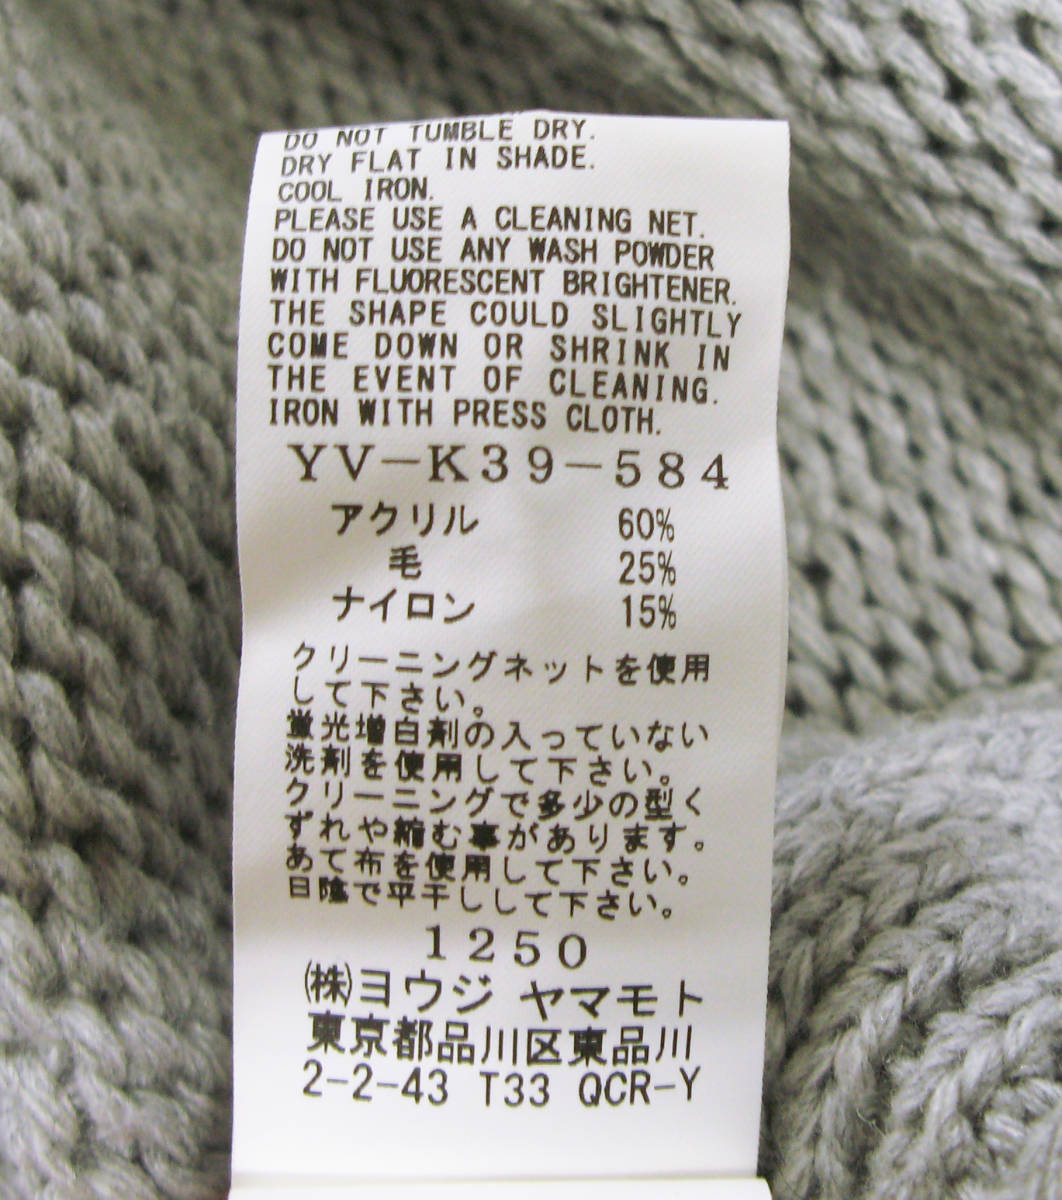 DO NOT TUMBLE DRY.
DRY FLAT IN SHADE.
COOL IRON.
PLEASE USE A CLEANING NET.
DO NOT USE ANY WASH POWDER
WITH FLUORESCENT BRIGHTENER.
THE SHAPE COULD SLIGHTLY
COME DOWN OR SHRINK IN
THE EVENT OF CLEANING.
IRON WITH PRESS CLOTH.
YV-K39-584
アクリル 60%
毛 25%
ナイロン 15%
クリーニングネットを使用
して下さい。
蛍光増白剤の入っていない
洗剤を使用して下さい。
クリーニングで多少の型く
ずれや縮む事があります。
あて布を使用して下さい。
日陰で平干しして下さい。
1250
(株)ヨウジ ヤマモト
東京都品川区東品川
2-2-43 T33 QCR-Y